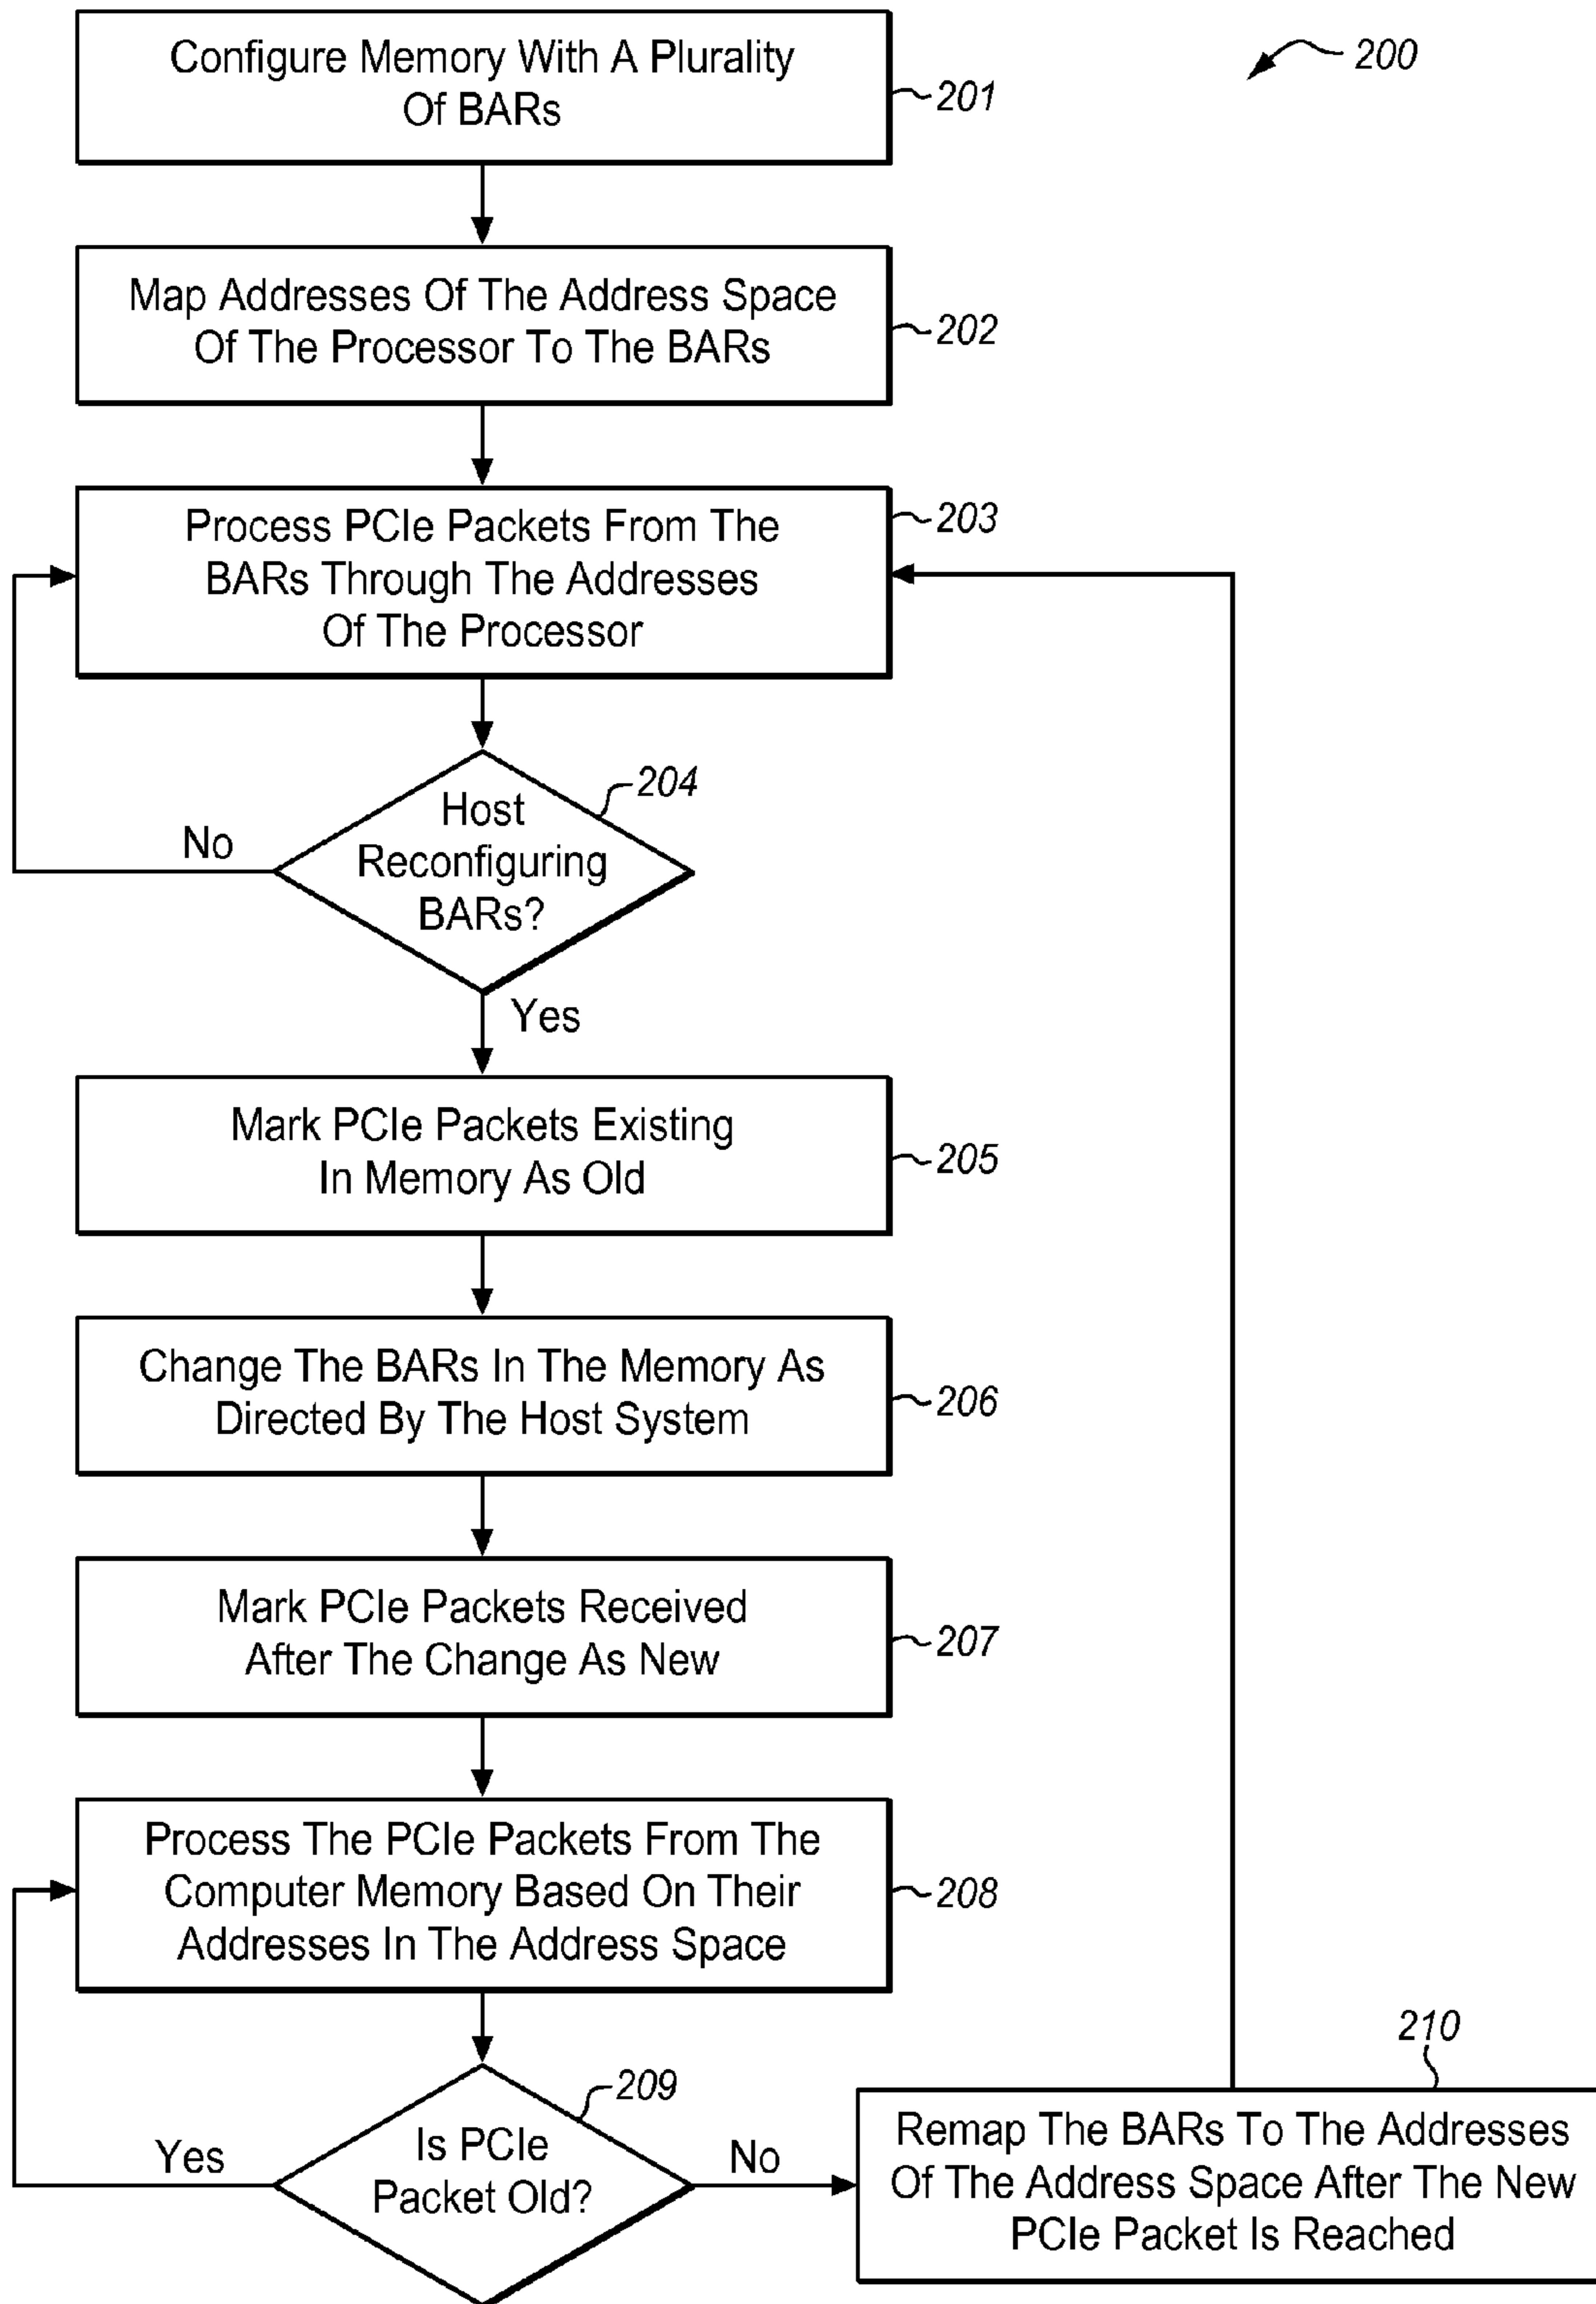 Configure Memory With A Plurality
Of BARs
201
200
Map Addresses Of The Address Space
Of The Processor To The BARs
202
Process PCIe Packets From The
BARs Through The Addresses
Of The Processor
203
204
Host
Reconfiguring
BARs?
No
Yes
Mark PCIe Packets Existing
In Memory As Old
205
Change The BARs In The Memory As
Directed By The Host System
206
Mark PCIe Packets Received
After The Change As New
207
Process The PCIe Packets From The
Computer Memory Based On Their
Addresses In The Address Space
208
209
Is PCIe
Packet Old?
Yes
No
210
Remap The BARs To The Addresses
Of The Address Space After The New
PCIe Packet Is Reached